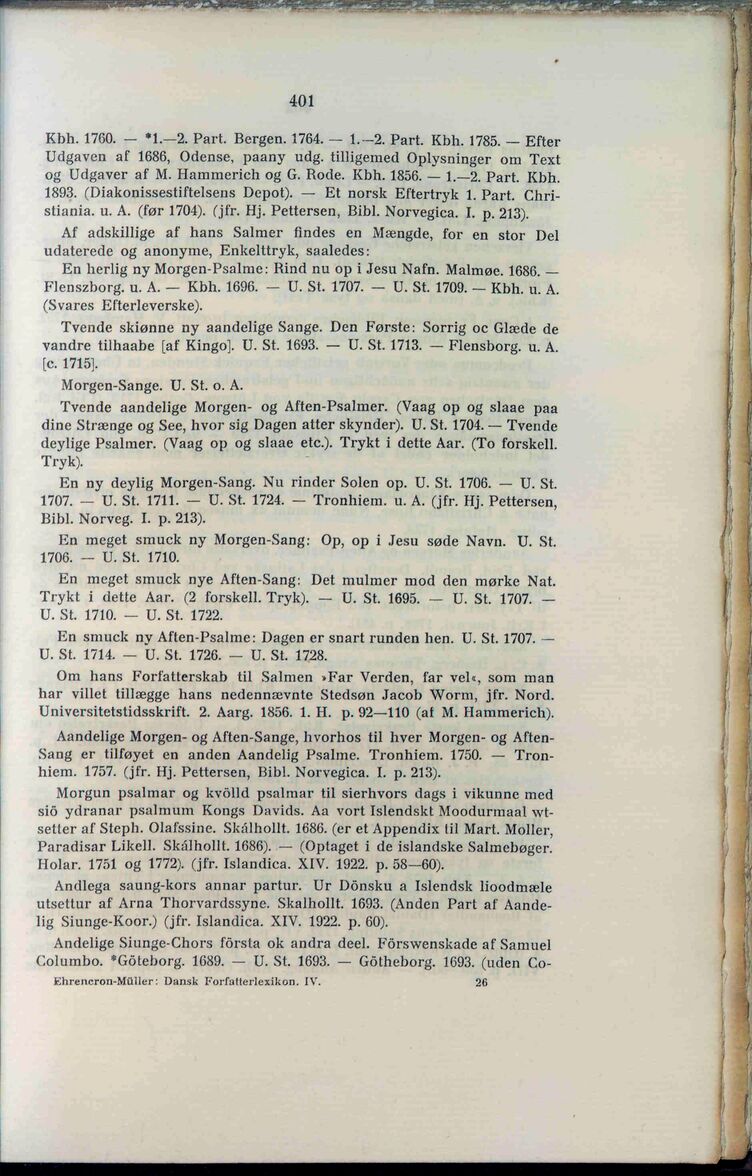 401
Kbh. 1760. — *1.—2. Part. Bergen. 1764. — 1.—2. Part. Kbh. 1785. — Efter
Udgaven af 1686, Odense, paany udg. tilligemed Oplysninger om Text
og Udgaver af M. Hammerich og G. Rode. Kbh. 1856. — 1.—2. Part. Kbh.
1893. (Diakonissestiftelsens Depot). — Et norsk Eftertryk 1. Part. Chri-
stiania. u. A. (før 1704). (jfr. Hj. Pettersen, Bibl. Norvegica. I. p. 213).
Af adskillige af hans Salmer findes en Mængde, for en stor Del
udaterede og anonyme, Enkelttryk, saaledes:
En herlig ny Morgen-Psalme: Rind nu op i Jesu Nafn. Malmøe. 1686. —
Flenszborg. u. A. — Kbh. 1696. — U. St. 1707. — U. St. 1709. — Kbh. u. A.
(Svares Efterleverske).
Tvende skiønne ny aandelige Sange. Den Første: Sorrig oc Glæde de
vandre tilhaabe [af Kingo]. U. St. 1693. — U. St. 1713. — Flensborg. u. A.
[c. 1715].
Morgen-Sange. U. St. o. A.
Tvende aandelige Morgen- og Aften-Psalmer. (Vaag op og slaae paa
dine Strænge og See, hvor sig Dagen atter skynder). U. St. 1704. — Tvende
deylige Psalmer. (Vaag op og slaae etc.). Trykt i dette Aar. (To forskell.
Tryk).
En ny deylig Morgen-Sang. Nu rinder Solen op. U. St. 1706. — U. St.
1707. — U. St. 1711. — U. St. 1724. — Tronhiem. u. A. (jfr. Hj. Pettersen,
Bibl. Norveg. I. p. 213).
En meget smuck ny Morgen-Sang: Op, op i Jesu søde Navn. U. St.
1706. — U. St. 1710.
En meget smuck nye Aften-Sang: Det mulmer mod den mørke Nat.
Trykt i dette Aar. (2 forskell. Tryk). — U. St. 1695. — U. St. 1707. —
U. St. 1710. — U. St. 1722.
En smuck ny Aften-Psalme: Dagen er snart runden hen. U. St. 1707. —
U. St. 1714. — U. St. 1726. — U. St. 1728.
Om hans Forfatterskab til Salmen »Far Verden, far vel«, som man
har villet tillægge hans nedennævnte Stedsøn Jacob Worm, jfr. Nord.
Universitetstidsskrift. 2. Aarg. 1856. 1. H. p. 92—110 (af M. Hammerich).
Aandelige Morgen- og Aften-Sange, hvorhos til hver Morgen- og Aften-
Sang er tilføyet en anden Aandelig Psalme. Tronhiem. 1750. — Tron-
hiem. 1757. (jfr. Hj. Pettersen, Bibl. Norvegica. I. p. 213).
Morgun psalmar og kvölld psalmar til sierhvors dags i vikunne med
siö ydranar psalmum Kongs Davids. Aa vort Islendskt Moodurmaal wt-
setter af Steph. Olafssine. Skálhollt. 1686. (er et Appendix til Mart. Moller,
Paradisar Likell. Skálhollt. 1686). — (Optaget i de islandske Salmebøger.
Holar. 1751 og 1772). (jfr. Islandica. XIV. 1922. p. 58—60).
Andlega saung-kors annar partur. Ur Dönsku a Islendsk lioodmæle
utsettur af Arna Thorvardssyne. Skalhollt. 1693. (Anden Part af Aande-
lig Siunge-Koor.) (jfr. Islandica. XIV. 1922. p. 60).
Andelige Siunge-Chors första ok andra deel. Förswenskade af Samuel
Columbo. *Göteborg. 1689. — U. St. 1693. — Götheborg. 1693. (uden Co-
Ehrencron-Müller: Dansk Forfatterlexikon. IV. 26